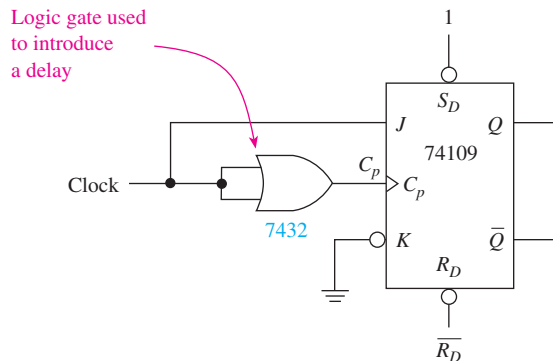 Logic gate used
to introduce
a delay
1
S_D
J
Q
74109
C_p
C_p
Clock
7432
K
Q̅
R_D
R̅_D̅